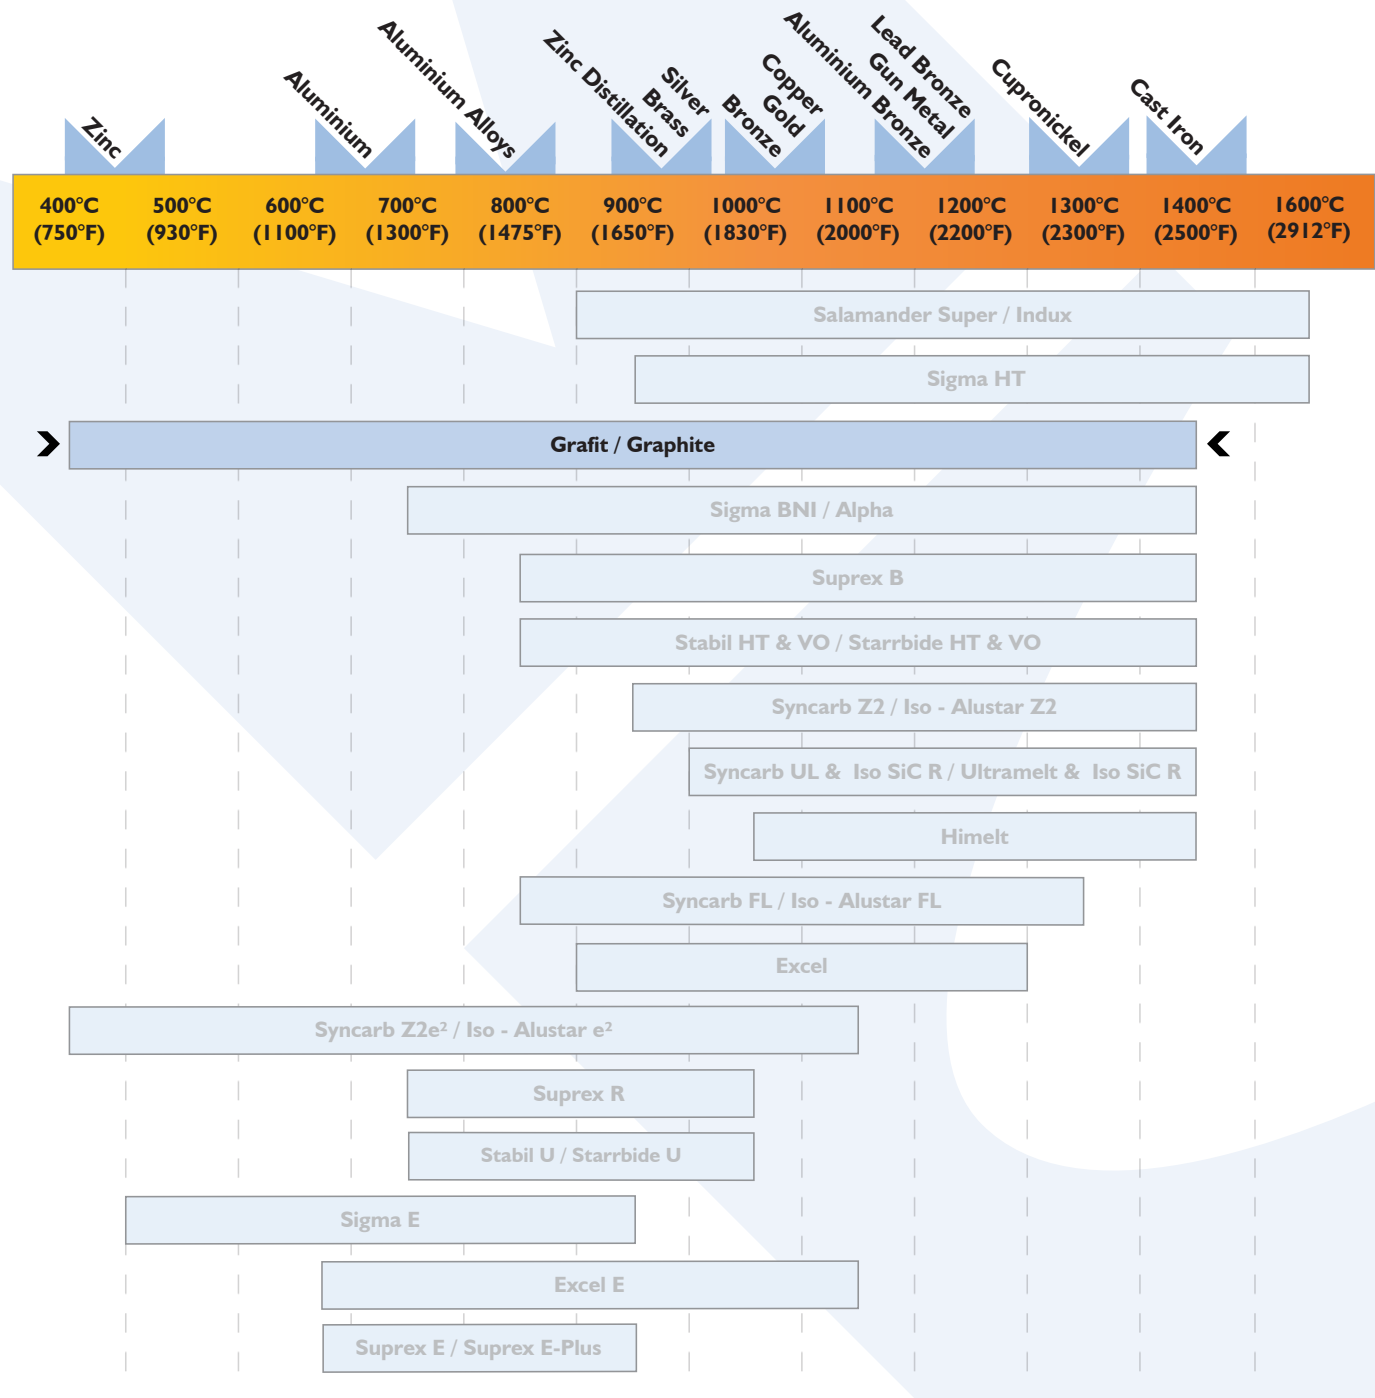 Zinc
Aluminium
Aluminium Alloys
Zinc Distillation
Brass
Silver
Bronze
Gold
Copper
Aluminium Bronze
Gun Metal
Lead Bronze
Cupronickel
Cast Iron
400°C 500°C 600°C 700°C 800°C 900°C 1000°C 1100°C 1200°C 1300°C 1400°C 1600°C
(750°F) (930°F) (1100°F) (1300°F) (1475°F) (1650°F) (1830°F) (2000°F) (2200°F) (2300°F) (2500°F) (2912°F)
Salamander Super / Indux
Sigma HT
Grafit / Graphite
Sigma BNI / Alpha
Suprex B
Stabil HT & VO / Starrbide HT & VO
Syncarb Z2 / Iso - Alustar Z2
Syncarb UL & Iso SiC R / Ultramelt & Iso SiC R
Himelt
Syncarb FL / Iso - Alustar FL
Excel
Syncarb Z2e² / Iso - Alustar e²
Suprex R
Stabil U / Starrbide U
Sigma E
Excel E
Suprex E / Suprex E-Plus